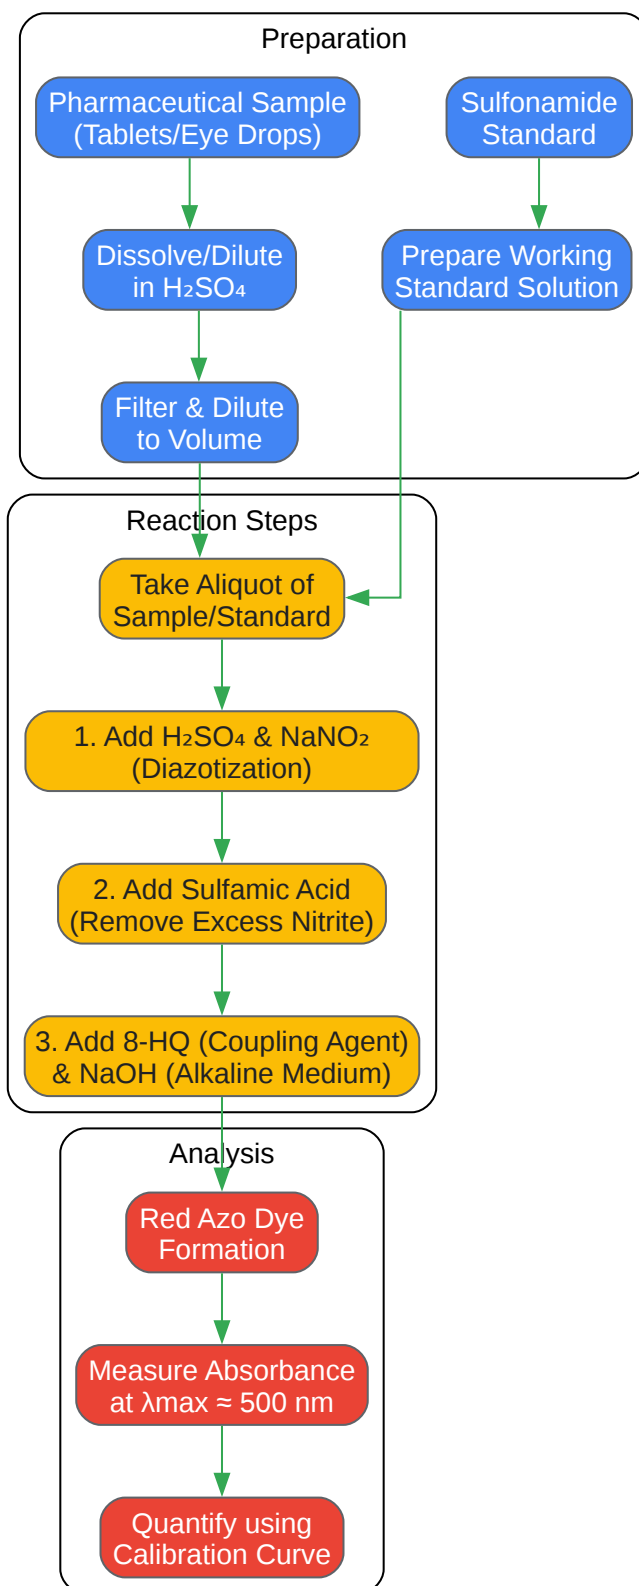 Preparation
Pharmaceutical Sample
(Tablets/Eye Drops)
Sulfonamide
Standard
Dissolve/Dilute
in H₂SO₄
Prepare Working
Standard Solution
Filter & Dilute
to Volume
Reaction Steps
Take Aliquot of
Sample/Standard
1. Add H₂SO₄ & NaNO₂
(Diazotization)
2. Add Sulfamic Acid
(Remove Excess Nitrite)
3. Add 8-HQ (Coupling Agent)
& NaOH (Alkaline Medium)
Analysis
Red Azo Dye
Formation
Measure Absorbance
at λmax ≈ 500 nm
Quantify using
Calibration Curve